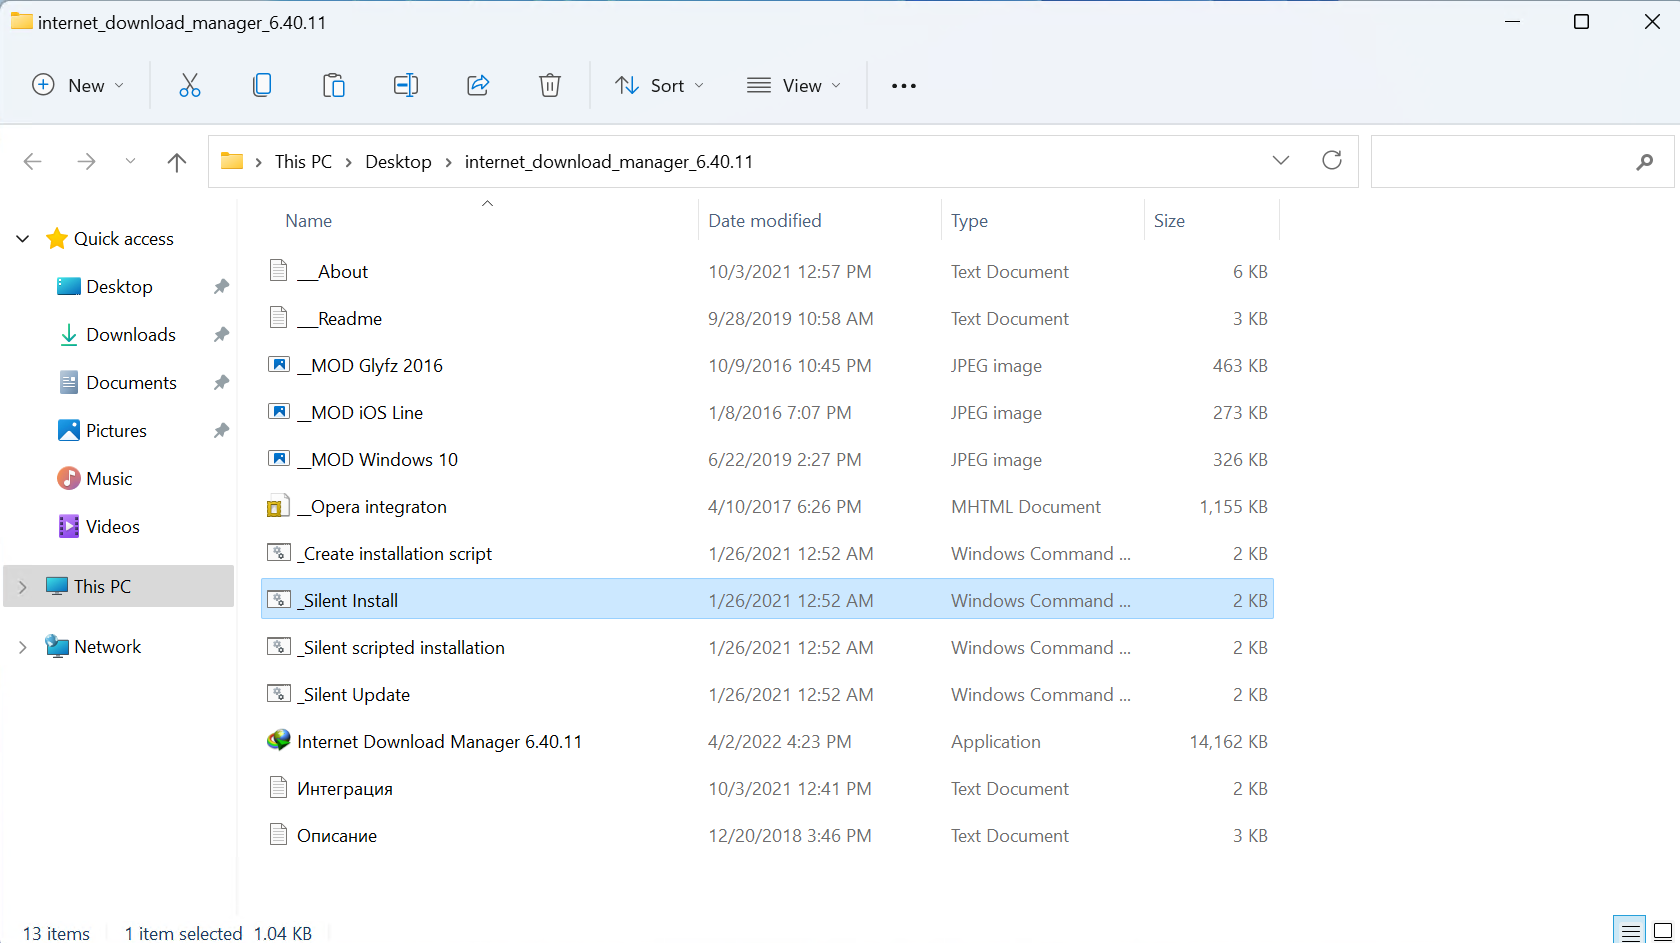 internet_download_manager_6.40.11
New Sort View
This PC Desktop internet_download_manager_6.40.11
Name Date modified Type Size
Quick access
Desktop
Downloads
Documents
Pictures
Music
Videos
This PC
Network
__About 10/3/2021 12:57 PM Text Document 6 KB
__Readme 9/28/2019 10:58 AM Text Document 3 KB
__MOD Glyfz 2016 10/9/2016 10:45 PM JPEG image 463 KB
__MOD iOS Line 1/8/2016 7:07 PM JPEG image 273 KB
__MOD Windows 10 6/22/2019 2:27 PM JPEG image 326 KB
__Opera integraton 4/10/2017 6:26 PM MHTML Document 1,155 KB
_Create installation script 1/26/2021 12:52 AM Windows Command ... 2 KB
_Silent Install 1/26/2021 12:52 AM Windows Command ... 2 KB
_Silent scripted installation 1/26/2021 12:52 AM Windows Command ... 2 KB
_Silent Update 1/26/2021 12:52 AM Windows Command ... 2 KB
Internet Download Manager 6.40.11 4/2/2022 4:23 PM Application 14,162 KB
Интеграция 10/3/2021 12:41 PM Text Document 2 KB
Описание 12/20/2018 3:46 PM Text Document 3 KB
13 items 1 item selected 1.04 KB